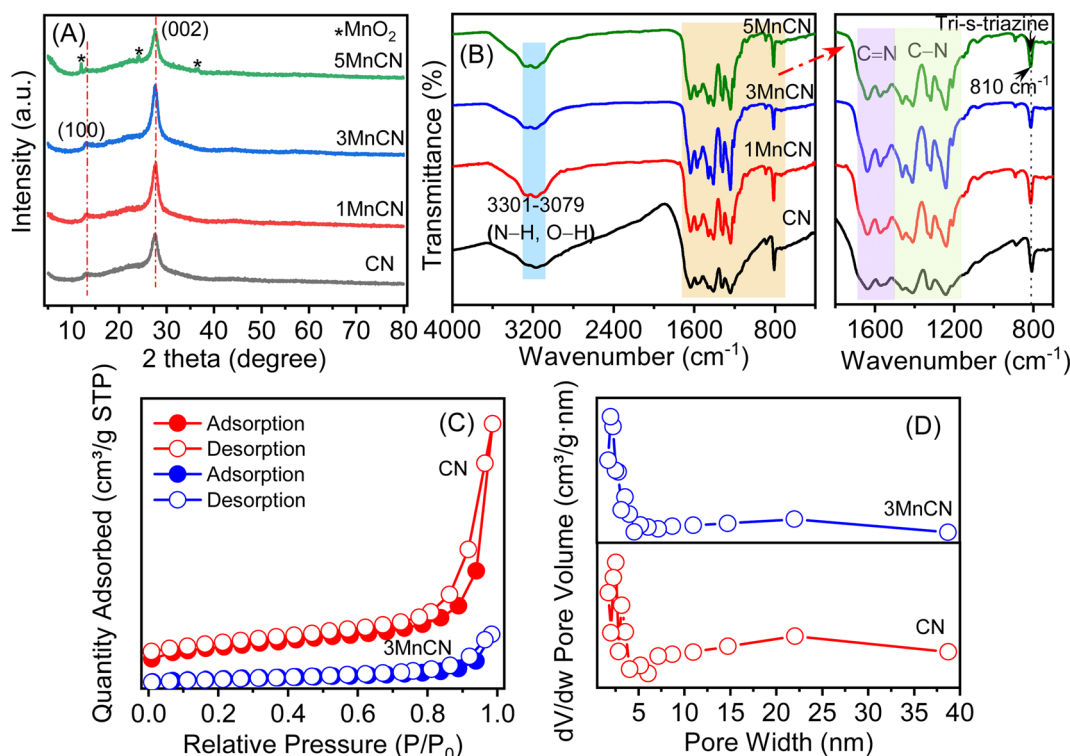 (A)
(002)
*MnO₂
5MnCN
* * *
(100)
3MnCN
1MnCN
CN
Intensity (a.u.)
10 20 30 40 50 60 70 80
2 theta (degree)
(B)
5MnCN
3MnCN
1MnCN
3301-3079
(N–H, O–H)
CN
Transmittance (%)
4000 3200 2400 1600 800
Wavenumber (cm⁻¹)
Tri-s-triazine
C=N
C–N
810 cm⁻¹
1600 1200 800
Wavenumber (cm⁻¹)
(C)
Adsorption
Desorption
Adsorption
Desorption
CN
3MnCN
Quantity Adsorbed (cm³/g STP)
0.0 0.2 0.4 0.6 0.8 1.0
Relative Pressure (P/P₀)
(D)
3MnCN
CN
dV/dw Pore Volume (cm³/g·nm)
5 10 15 20 25 30 35 40
Pore Width (nm)